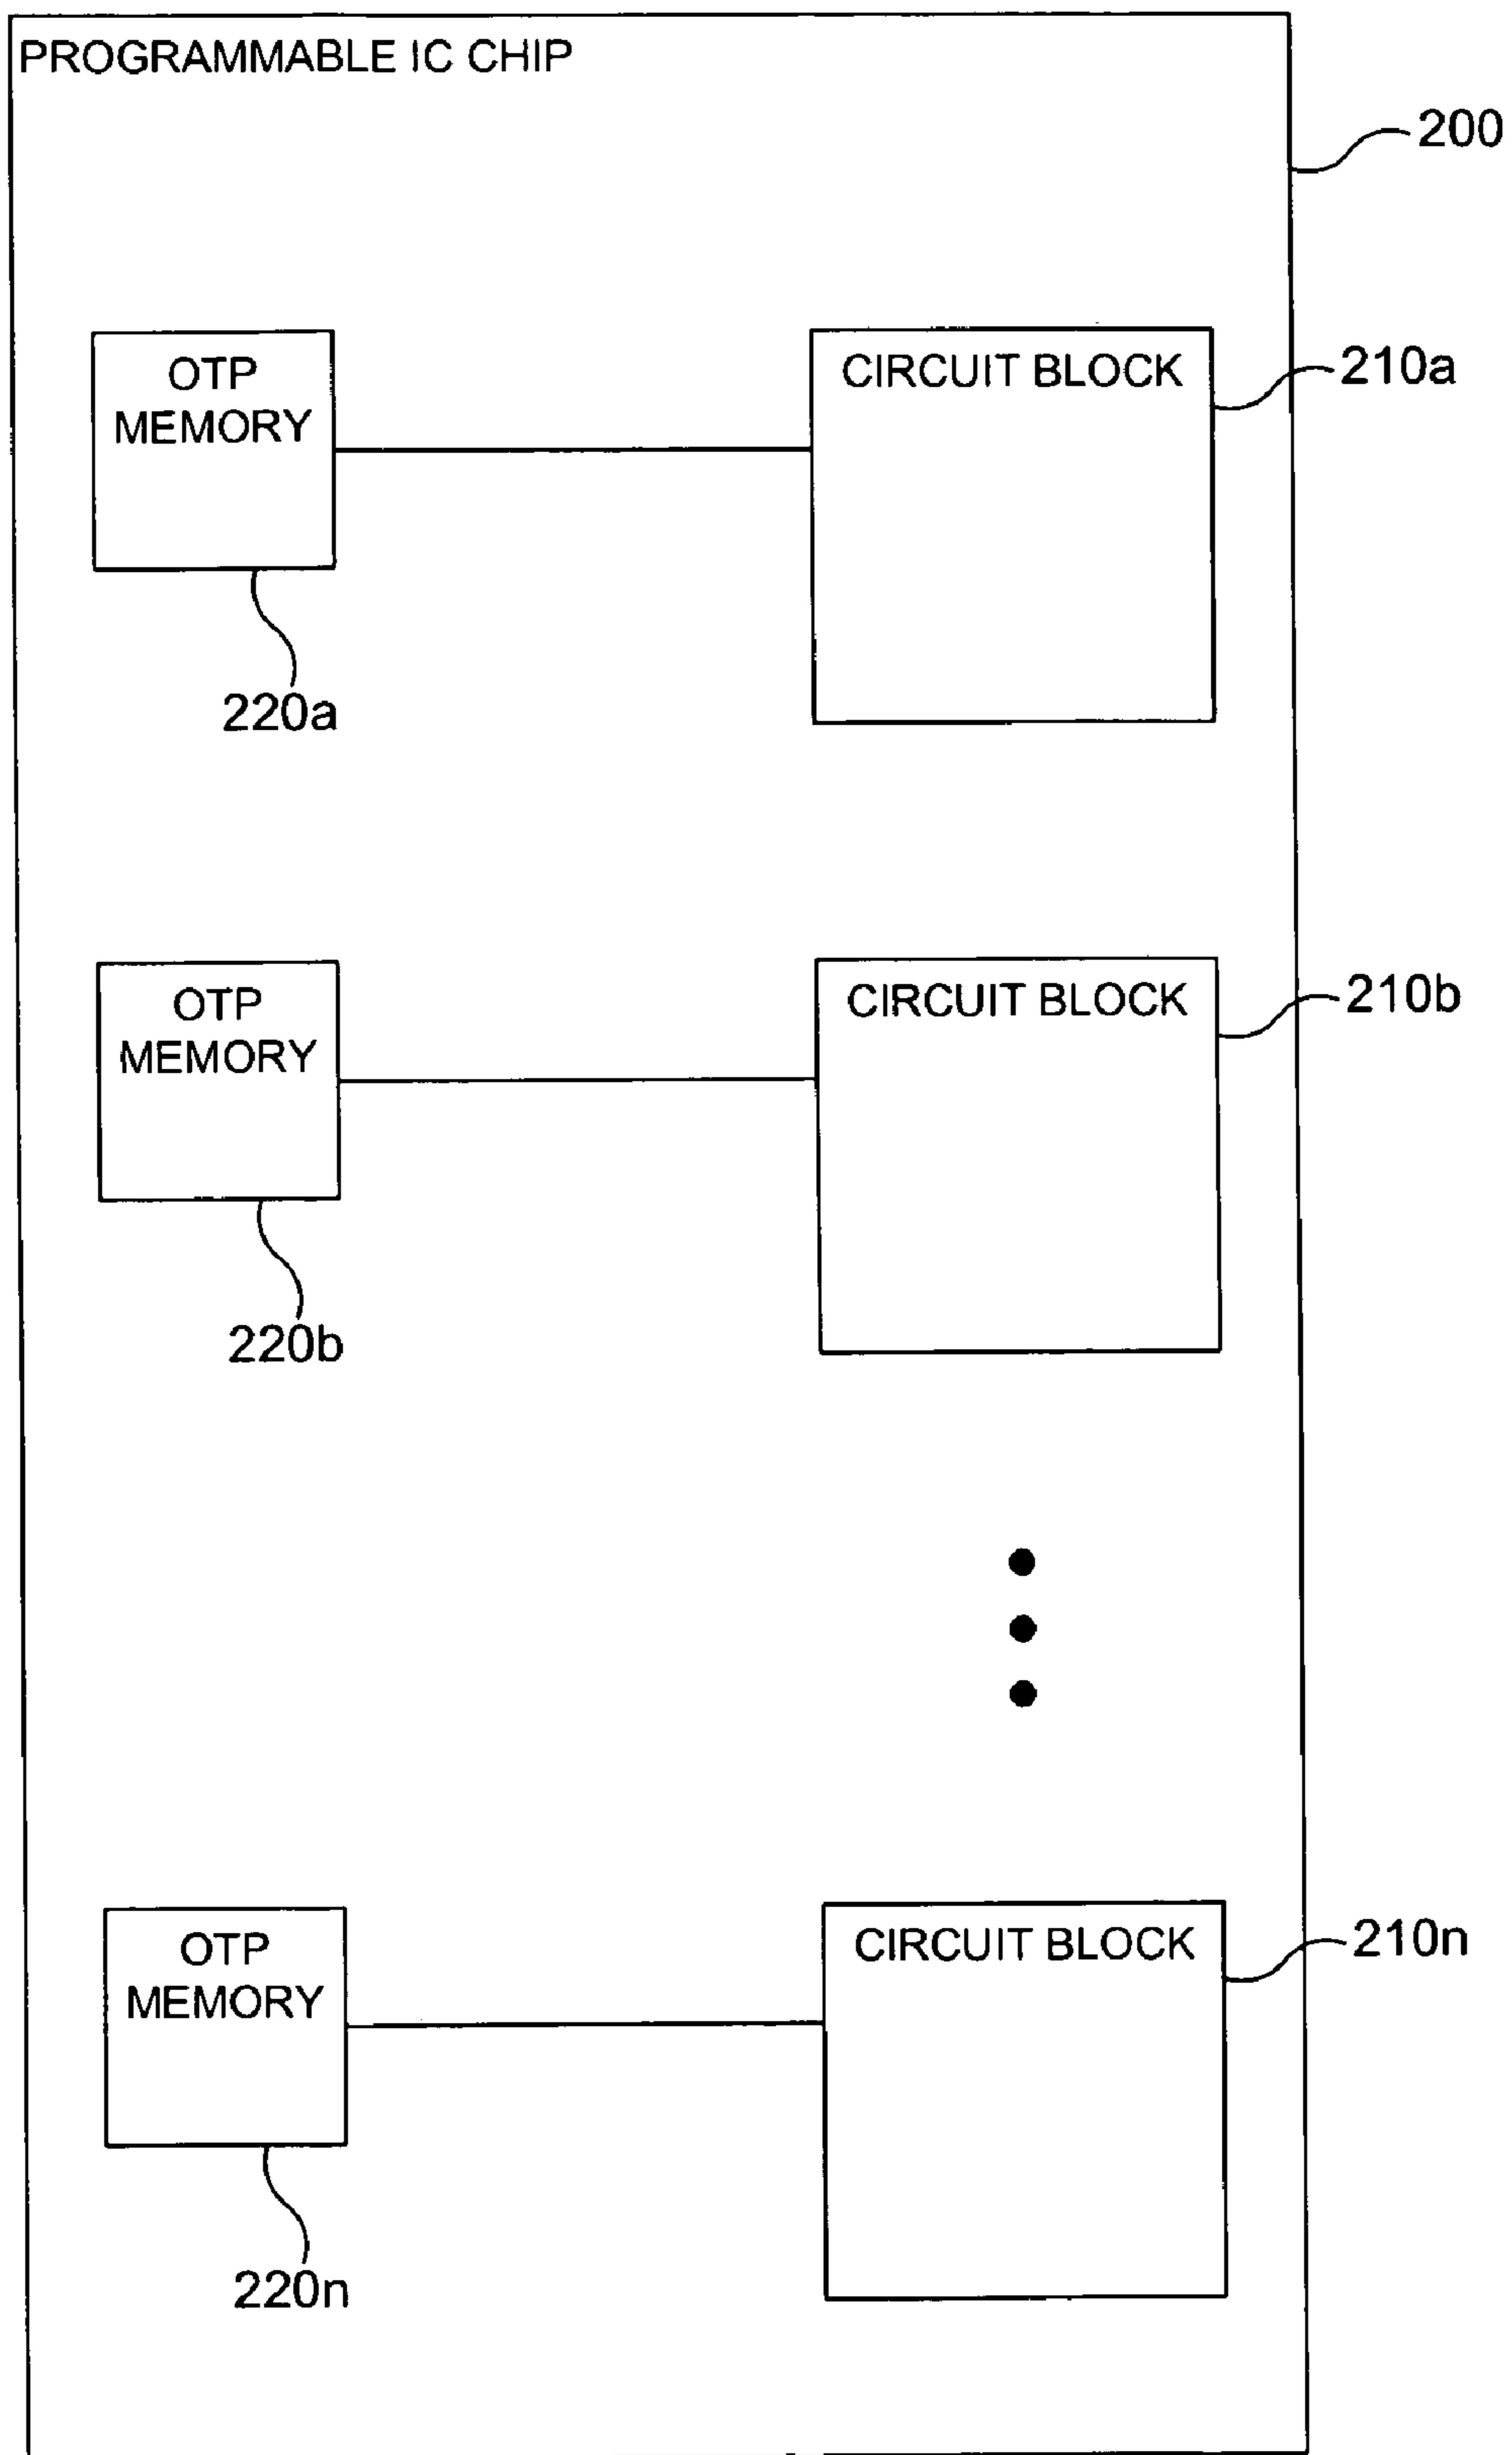 PROGRAMMABLE IC CHIP
200
OTP
MEMORY
CIRCUIT BLOCK
210a
220a
OTP
MEMORY
CIRCUIT BLOCK
210b
220b
OTP
MEMORY
CIRCUIT BLOCK
210n
220n